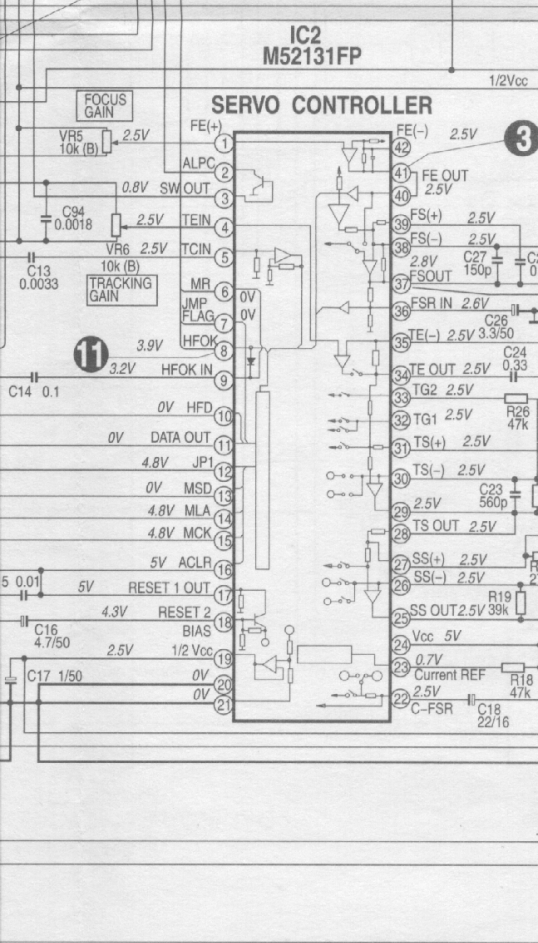 IC2
M52131FP
1/2Vcc
FOCUS
GAIN
SERVO CONTROLLER
VR5
10k (B)
2.5V
FE(+)
1
ALPC
2
0.8V SW OUT
3
C94
0.0018
2.5V TEIN
4
VR6
10k (B)
2.5V TCIN
5
C13
0.0033
TRACKING
GAIN
MR
6
0V
JMP
FLAG
7
0V
11
3.9V
HFOK
8
3.2V HFOK IN
9
C14 0.1
0V HFD
10
0V DATA OUT
11
4.8V JP1
12
0V MSD
13
4.8V MLA
14
4.8V MCK
15
5V ACLR
16
5 0.01
5V RESET 1 OUT
17
4.3V RESET 2
18
BIAS
C16
4.7/50
2.5V 1/2 Vcc
19
C17 1/50
0V
20
0V
21
FE(−) 2.5V
42
3
41
FE OUT
2.5V
40
FS(+) 2.5V
39
FS(−) 2.5V
38
2.8V
FSOUT
37
C27
150p
FSR IN 2.6V
36
C26
3.3/50
TE(−) 2.5V
35
C24
0.33
TE OUT 2.5V
34
TG2 2.5V
33
R26
47k
TG1 2.5V
32
TS(+) 2.5V
31
TS(−) 2.5V
30
C23
560p
2.5V
29
TS OUT 2.5V
28
SS(+) 2.5V
27
SS(−) 2.5V
26
R19
39k
SS OUT 2.5V
25
Vcc 5V
24
0.7V
Current REF
23
R18
47k
2.5V
C-FSR
22
C18
22/16